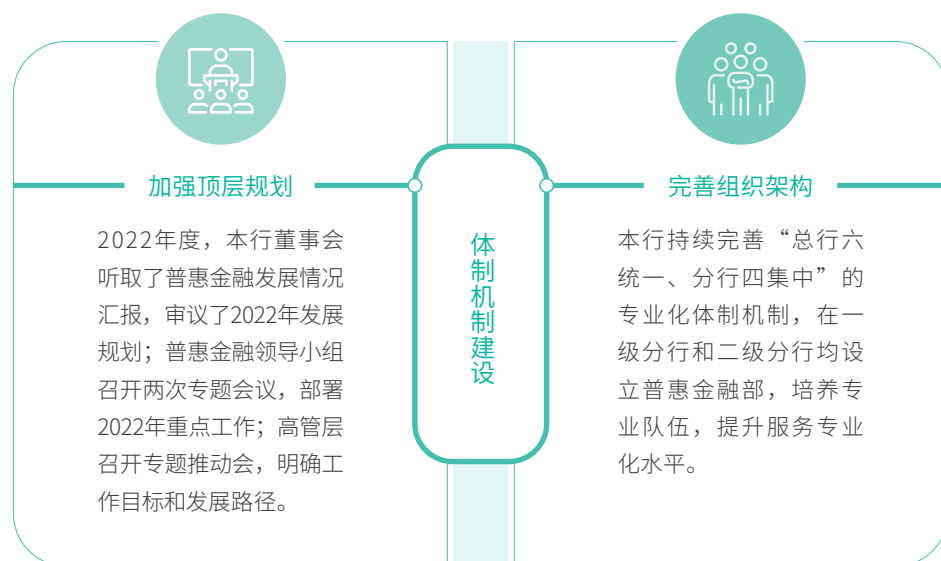 加强顶层规划
2022年度，本行董事会
听取了普惠金融发展情况
汇报，审议了2022年发展
规划；普惠金融领导小组
召开两次专题会议，部署
2022年重点工作；高管层
召开专题推动会，明确工
作目标和发展路径。
体制机制建设
完善组织架构
本行持续完善“总行六
统一、分行四集中”的
专业化体制机制，在一
级分行和二级分行均设
立普惠金融部，培养专
业队伍，提升服务专业
化水平。